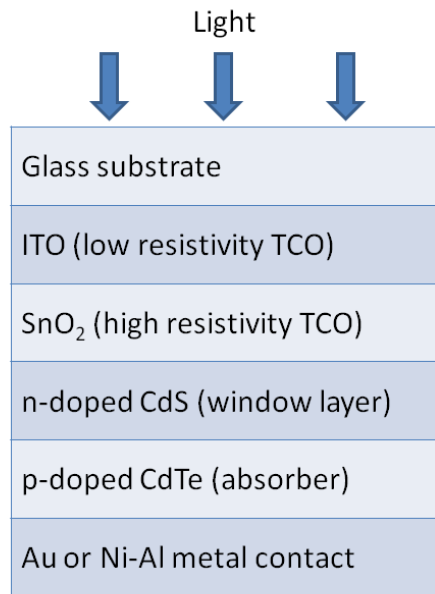 Light
Glass substrate
ITO (low resistivity TCO)
SnO₂ (high resistivity TCO)
n-doped CdS (window layer)
p-doped CdTe (absorber)
Au or Ni-Al metal contact